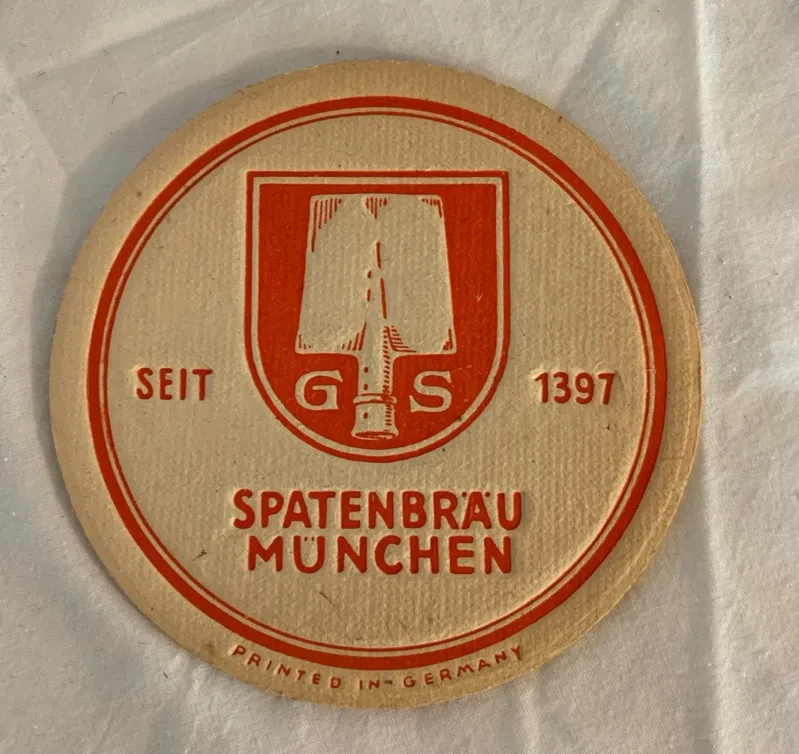 G S
SEIT 1397
SPATENBRÄU
MÜNCHEN
PRINTED IN GERMANY